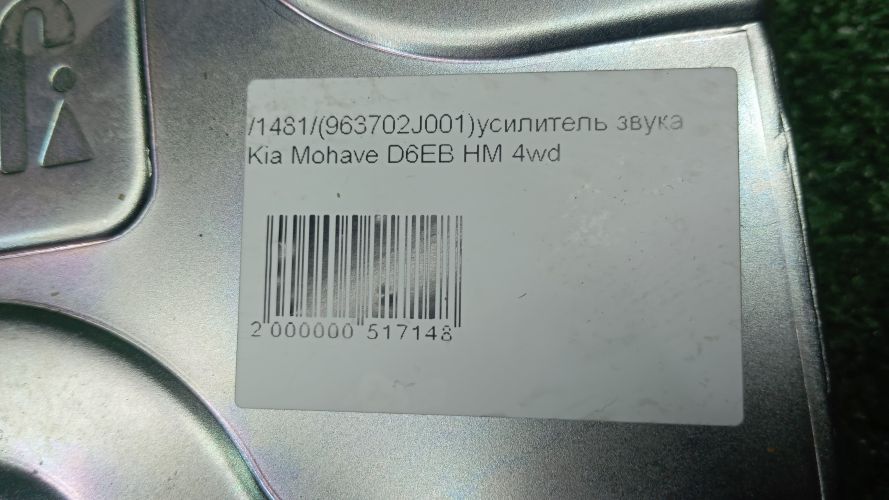 /1481/(963702J001)усилитель звука
Kia Mohave D6EB HM 4wd
2 000000 517148